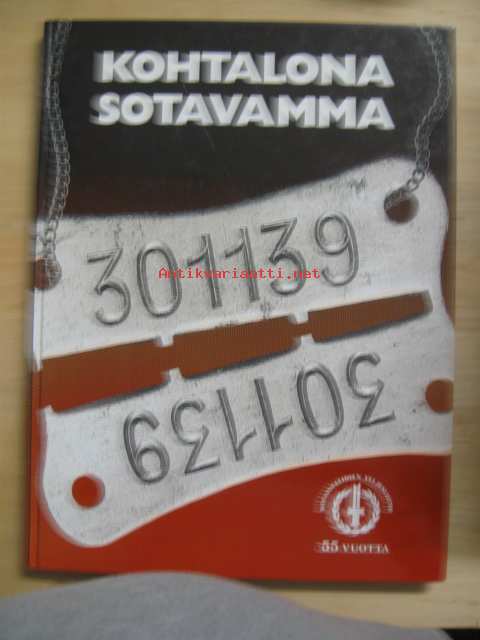 KOHTALONA
SOTAVAMMA
301139
Antikvariaatti.net
301139
55 VUOTTA